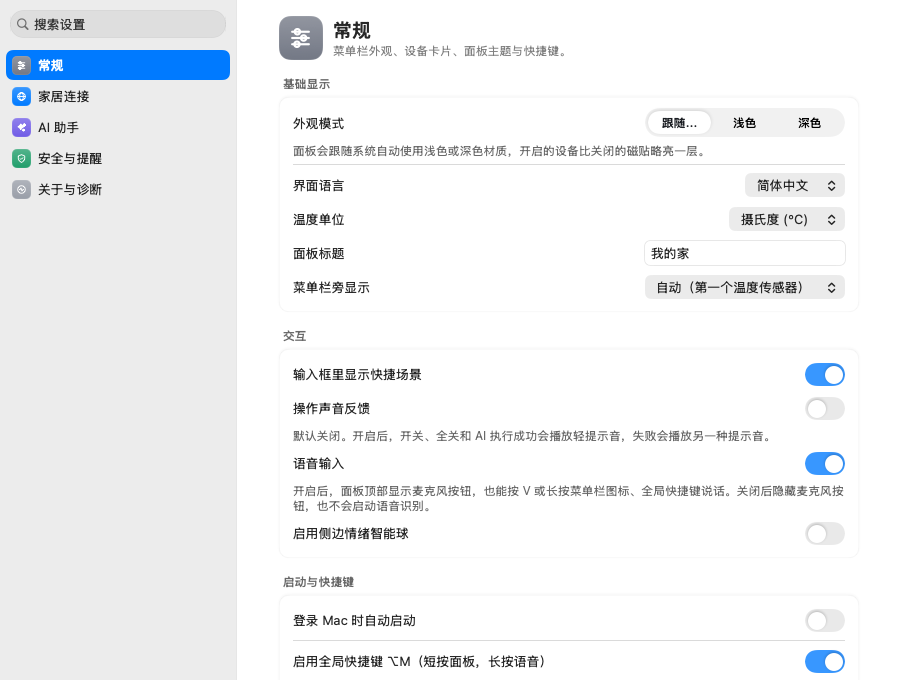 搜索设置
常规
家居连接
AI 助手
安全与提醒
关于与诊断
常规
菜单栏外观、设备卡片、面板主题与快捷键。
基础显示
外观模式
跟随...
浅色
深色
面板会跟随系统自动使用浅色或深色材质，开启的设备比关闭的磁贴略亮一层。
界面语言
简体中文
温度单位
摄氏度 (°C)
面板标题
我的家
菜单栏旁显示
自动（第一个温度传感器）
交互
输入框里显示快捷场景
操作声音反馈
默认关闭。开启后，开关、全关和 AI 执行成功会播放轻提示音，失败会播放另一种提示音。
语音输入
开启后，面板顶部显示麦克风按钮，也能按 V 或长按菜单栏图标、全局快捷键说话。关闭后隐藏麦克风按
钮，也不会启动语音识别。
启用侧边情绪智能球
启动与快捷键
登录 Mac 时自动启动
启用全局快捷键 ⌥M（短按面板，长按语音）